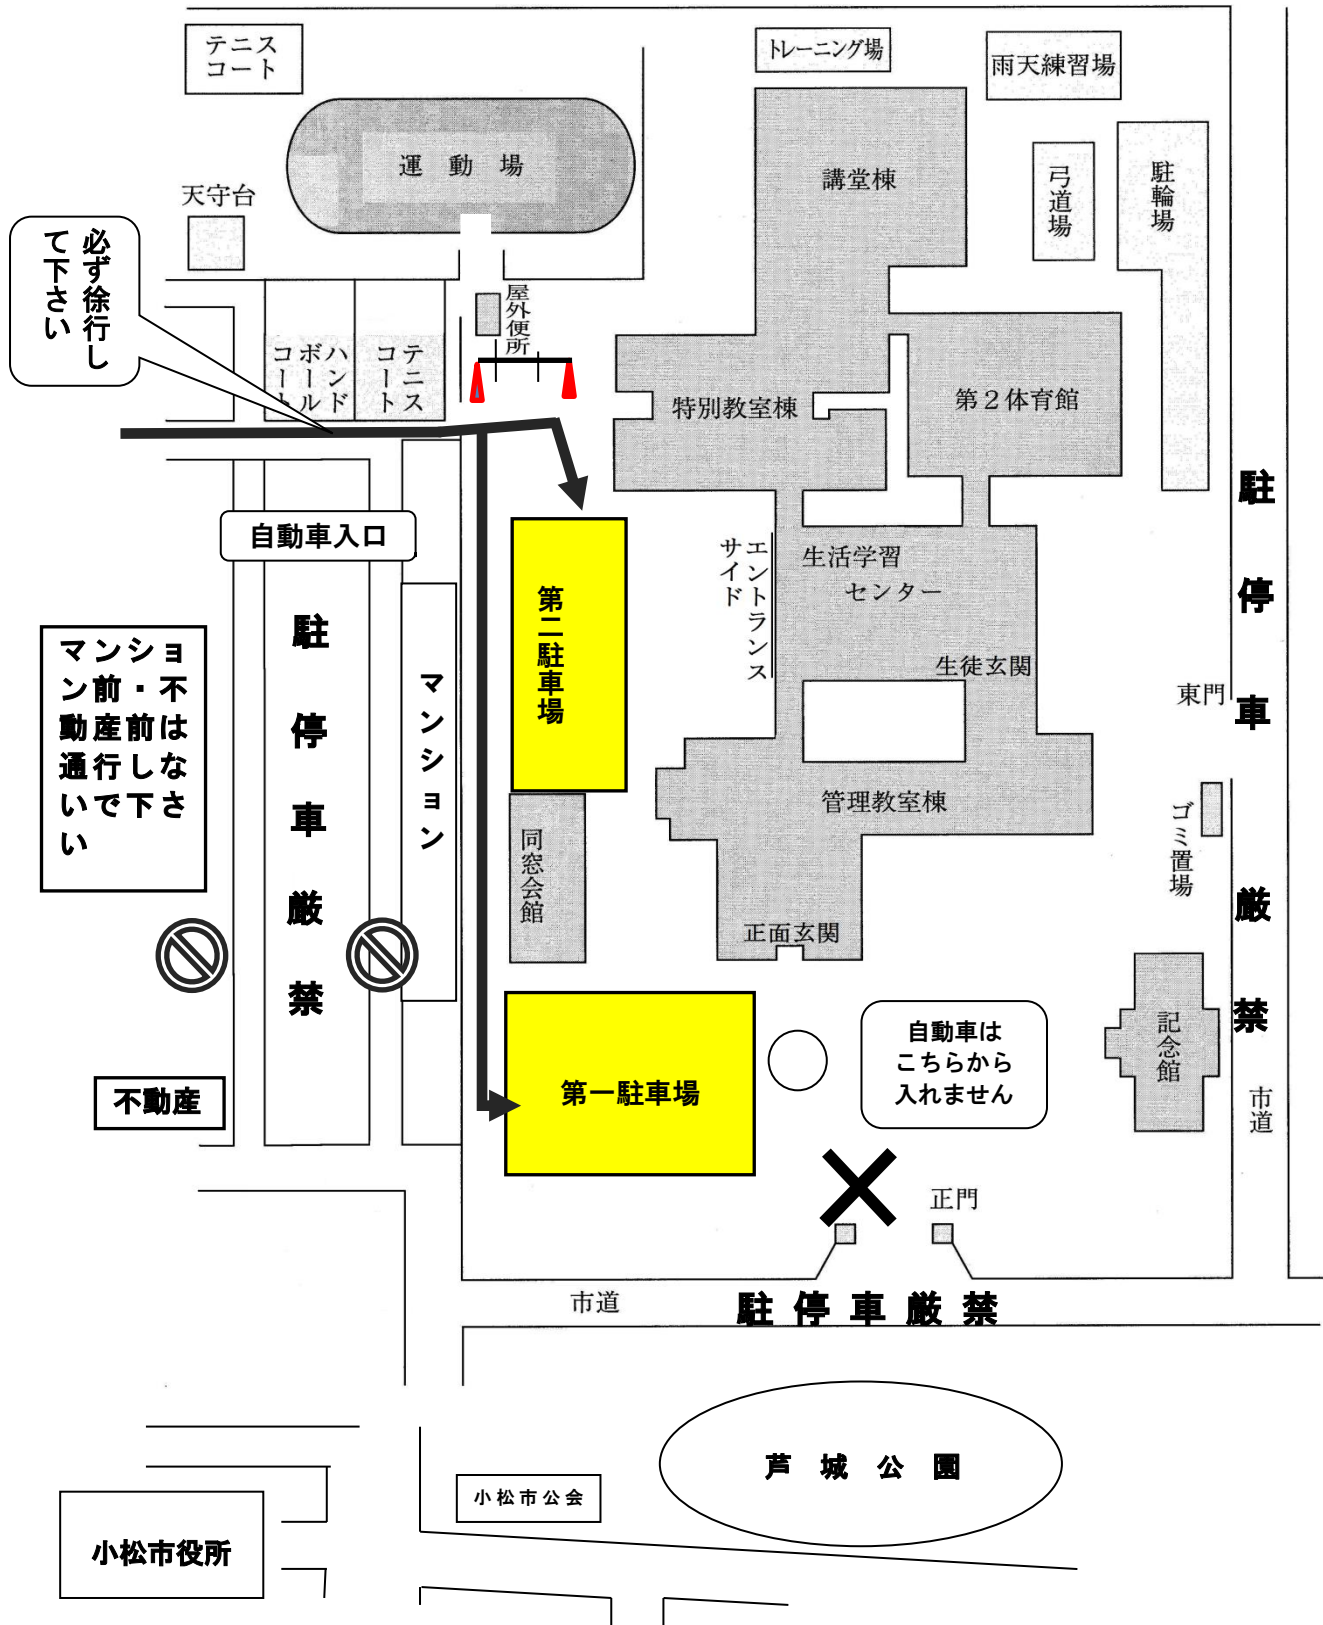 テニス
コート
トレーニング場
雨天練習場
運動場
講堂棟
弓道場
駐輪場
天守台
必ず徐行し
て下さい
屋外便所
ハンド
ボール
コート
テニス
コート
特別教室棟
第2体育館
自動車入口
エントランス
サイド
生活学習
センター
第二駐車場
駐停車厳禁
マンショ
ン前・不
動産前は
通行しな
いで下さ
い
マンション
生徒玄関
東門
駐停車厳禁
管理教室棟
ゴミ置場
同窓会館
正面玄関
自動車は
こちらから
入れません
記念館
不動産
第一駐車場
市道
正門
市道
駐停車厳禁
芦城公園
小松市公会
小松市役所